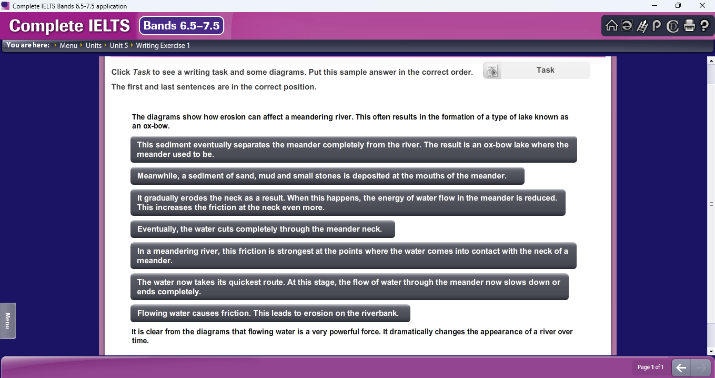 Complete IELTS Bands 6.5-7.5 application
Complete IELTS Bands 6.5–7.5
You are here: Menu Units Unit 5 Writing Exercise 1
Click Task to see a writing task and some diagrams. Put this sample answer in the correct order.
Task
The first and last sentences are in the correct position.
The diagrams show how erosion can affect a meandering river. This often results in the formation of a type of lake known as
an ox-bow.
This sediment eventually separates the meander completely from the river. The result is an ox-bow lake where the
meander used to be.
Meanwhile, a sediment of sand, mud and small stones is deposited at the mouths of the meander.
It gradually erodes the neck as a result. When this happens, the energy of water flow in the meander is reduced.
This increases the friction at the neck even more.
Eventually, the water cuts completely through the meander neck.
In a meandering river, this friction is strongest at the points where the water comes into contact with the neck of a
meander.
The water now takes its quickest route. At this stage, the flow of water through the meander now slows down or
ends completely.
Flowing water causes friction. This leads to erosion on the riverbank.
It is clear from the diagrams that flowing water is a very powerful force. It dramatically changes the appearance of a river over
time.
Menu
Page 1 of 1